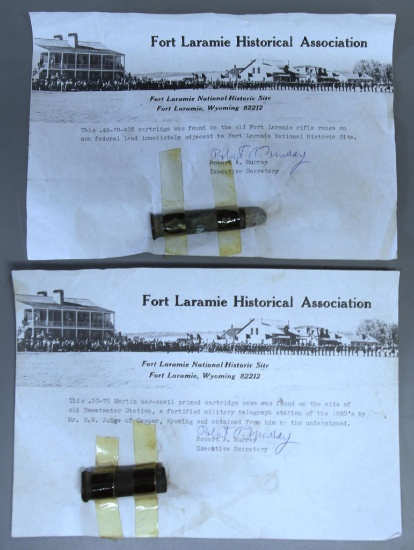 Fort Laramie Historical Association
Fort Laramie National Historic Site
Fort Laramie, Wyoming 82212
This .45-70-405 cartridge was found on the old Fort Laramie rifle range on
non federal land immediately adjacent to Fort Laramie National Historic Site.
Robert A Murray
Robert A. Murray
Executive Secretary
Fort Laramie Historical Association
Fort Laramie National Historic Site
Fort Laramie, Wyoming 82212
This .50-70 Martin bar-anvil primed cartridge case was found on the site of
old Sweetwater Station, a fortified military telegraph station of the 1860's by
Mr. Judge of Casper, Wyoming and obtained from him by the undersigned.
Robert A Murray
Robert A. Murray
Executive Secretary